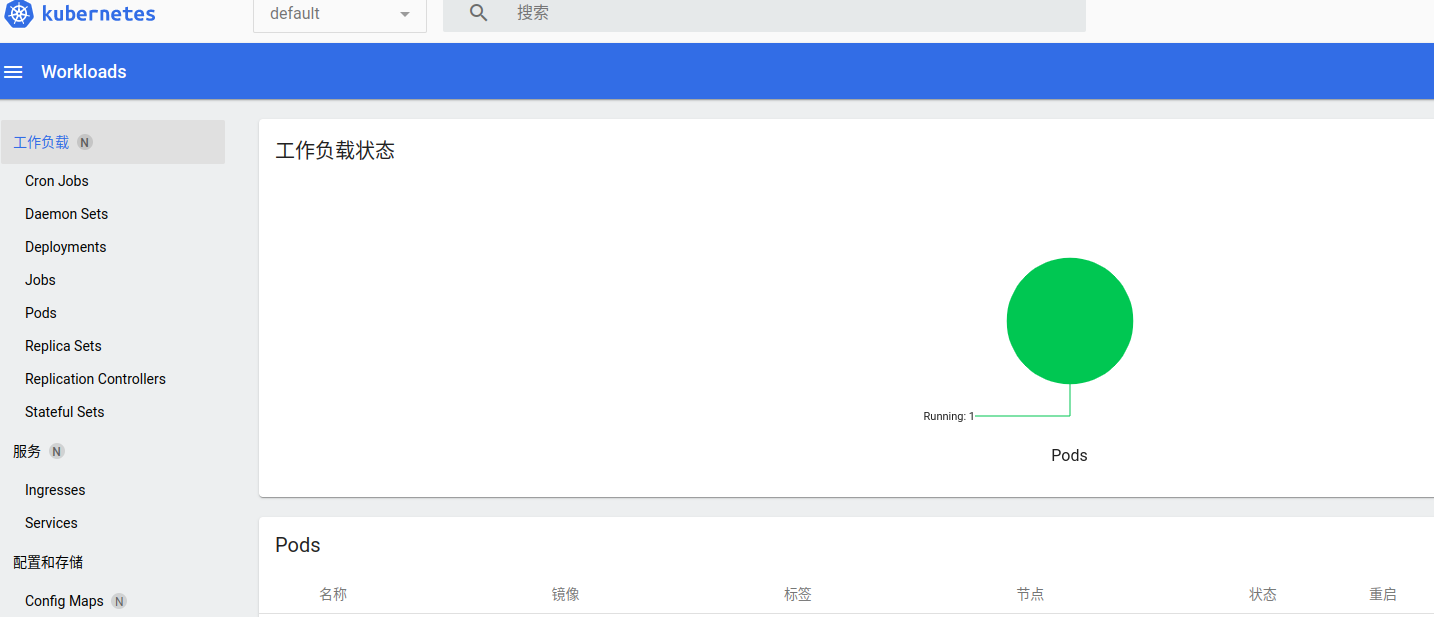 kubernetes
default
搜索
Workloads
工作负载 N
Cron Jobs
Daemon Sets
Deployments
Jobs
Pods
Replica Sets
Replication Controllers
Stateful Sets
服务 N
Ingresses
Services
配置和存储
Config Maps N
工作负载状态
Running: 1
Pods
Pods
名称 镜像 标签 节点 状态 重启